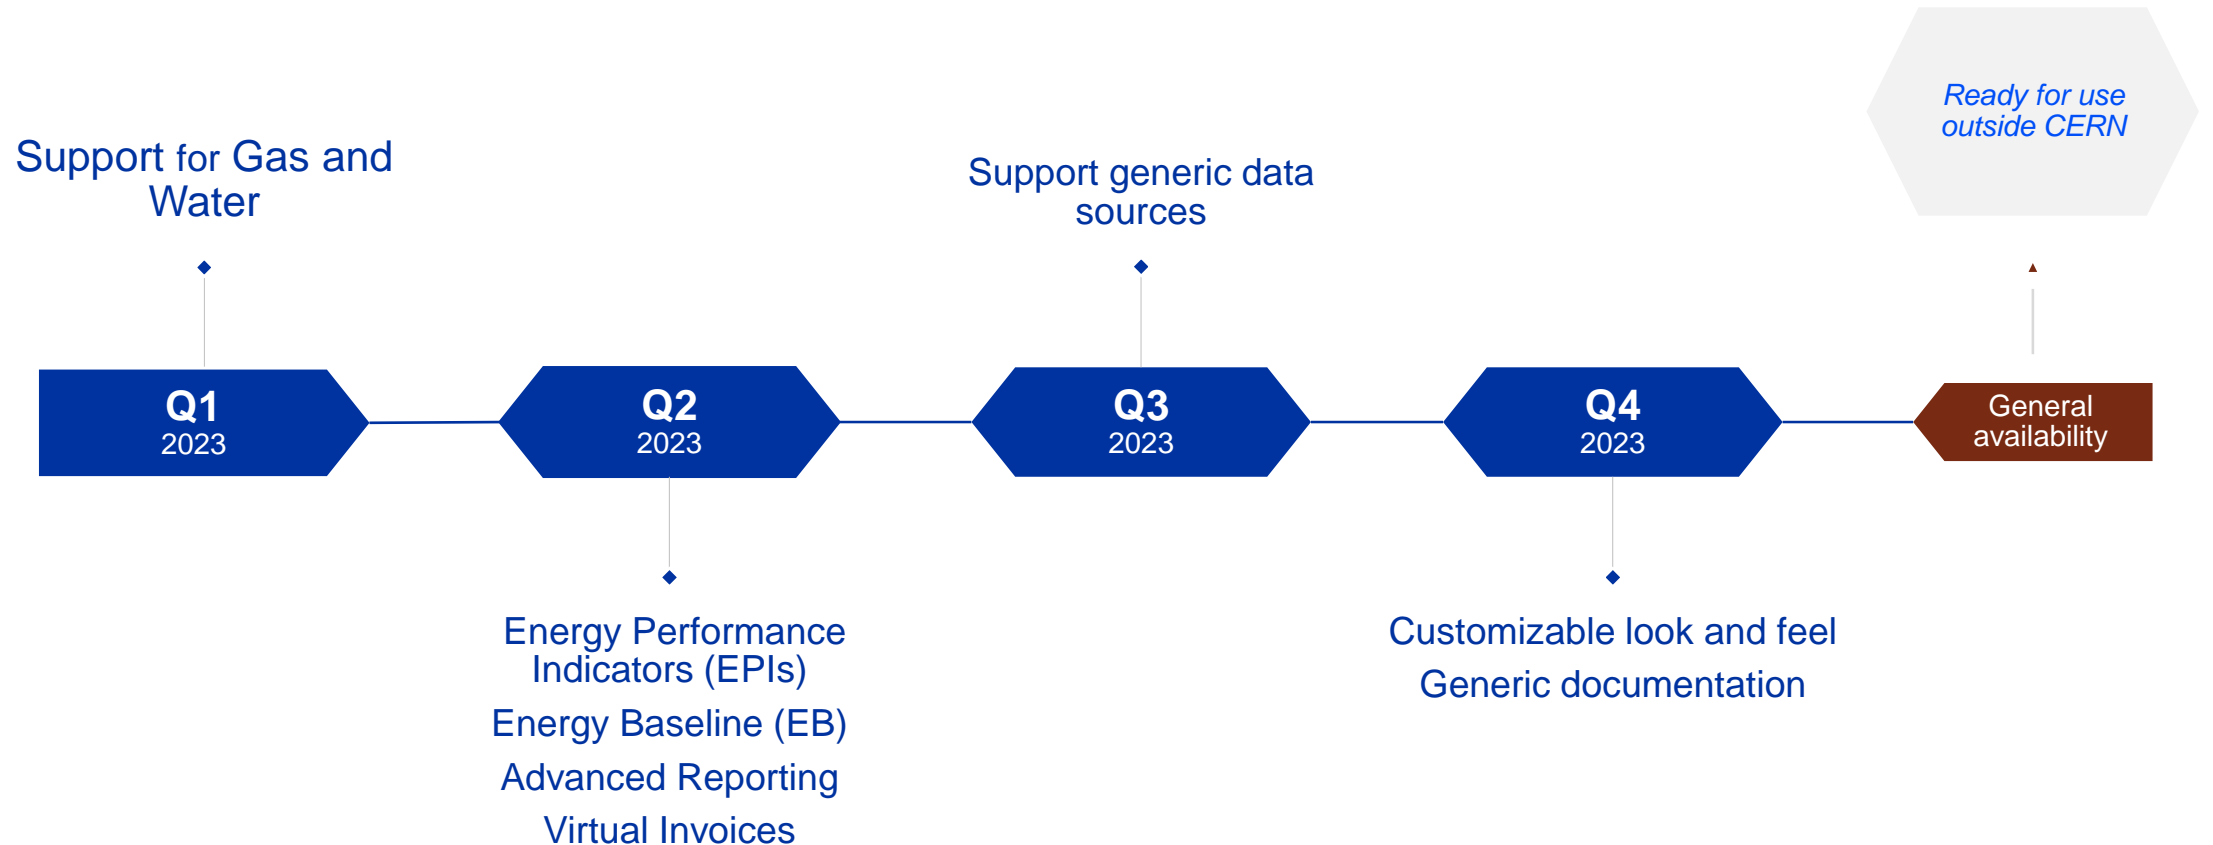 Ready for use
outside CERN
Support for Gas and
Water
Support generic data
sources
Q1
2023
Q2
2023
Q3
2023
Q4
2023
General
availability
Energy Performance
Indicators (EPIs)
Energy Baseline (EB)
Advanced Reporting
Virtual Invoices
Customizable look and feel
Generic documentation